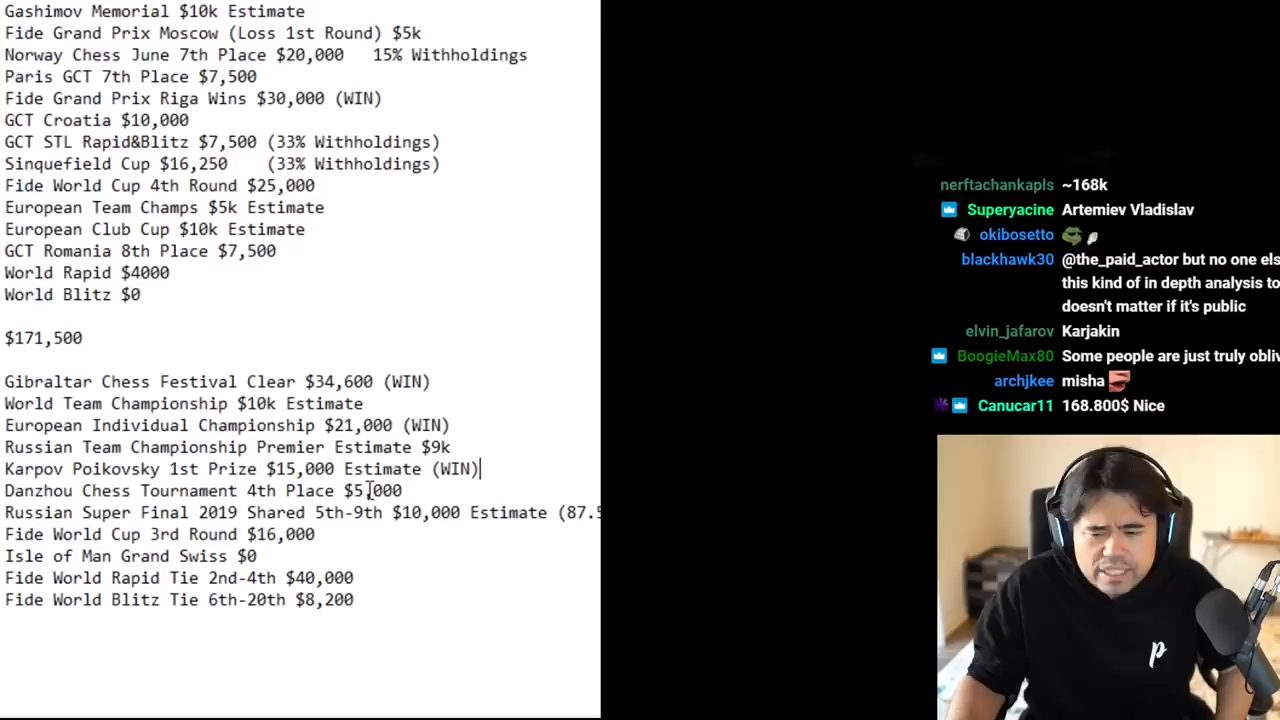 Gashimov Memorial $10k Estimate
Fide Grand Prix Moscow (Loss 1st Round) $5k
Norway Chess June 7th Place $20,000   15% Withholdings
Paris GCT 7th Place $7,500
Fide Grand Prix Riga Wins $30,000 (WIN)
GCT Croatia $10,000
GCT STL Rapid&Blitz $7,500 (33% Withholdings)
Sinquefield Cup $16,250    (33% Withholdings)
Fide World Cup 4th Round $25,000
European Team Champs $5k Estimate
European Club Cup $10k Estimate
GCT Romania 8th Place $7,500
World Rapid $4000
World Blitz $0
$171,500
Gibraltar Chess Festival Clear $34,600 (WIN)
World Team Championship $10k Estimate
European Individual Championship $21,000 (WIN)
Russian Team Championship Premier Estimate $9k
Karpov Poikovsky 1st Prize $15,000 Estimate (WIN)
Danzhou Chess Tournament 4th Place $5,000
Russian Super Final 2019 Shared 5th-9th $10,000 Estimate (87.5
Fide World Cup 3rd Round $16,000
Isle of Man Grand Swiss $0
Fide World Rapid Tie 2nd-4th $40,000
Fide World Blitz Tie 6th-20th $8,200
nerftachankapls ~168k
Superyacine Artemiev Vladislav
okibosetto
blackhawk30 @the_paid_actor but no one els
this kind of in depth analysis to
doesn't matter if it's public
elvin_jafarov Karjakin
BoogieMax80 Some people are just truly obliv
archjkee misha
Canucar11 168.800$ Nice
P